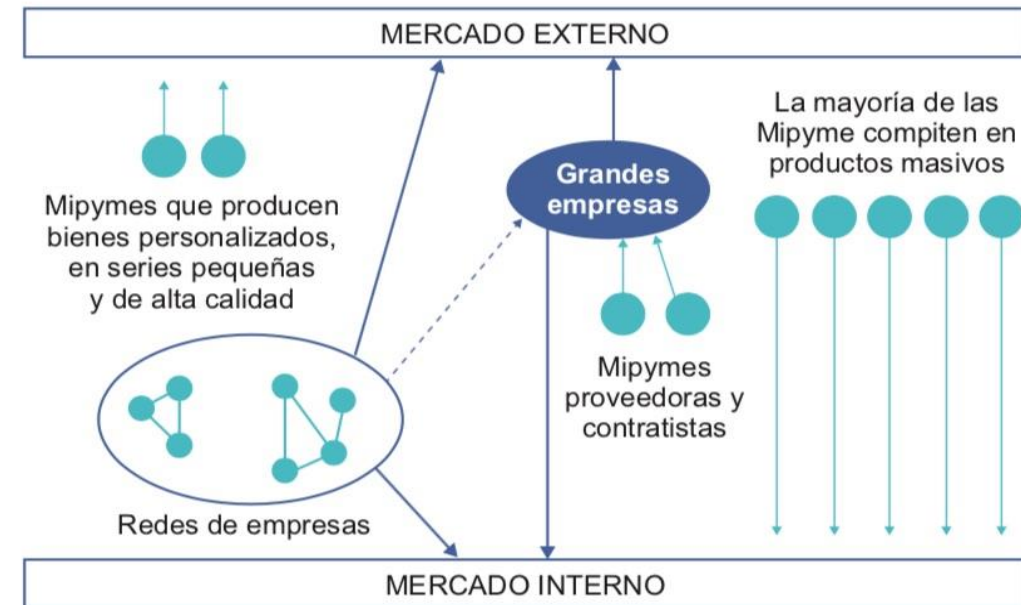 MERCADO EXTERNO
Mipymes que producen
bienes personalizados,
en series pequeñas
y de alta calidad
Grandes
empresas
La mayoría de las
Mipyme compiten en
productos masivos
Mipymes
proveedoras y
contratistas
Redes de empresas
MERCADO INTERNO